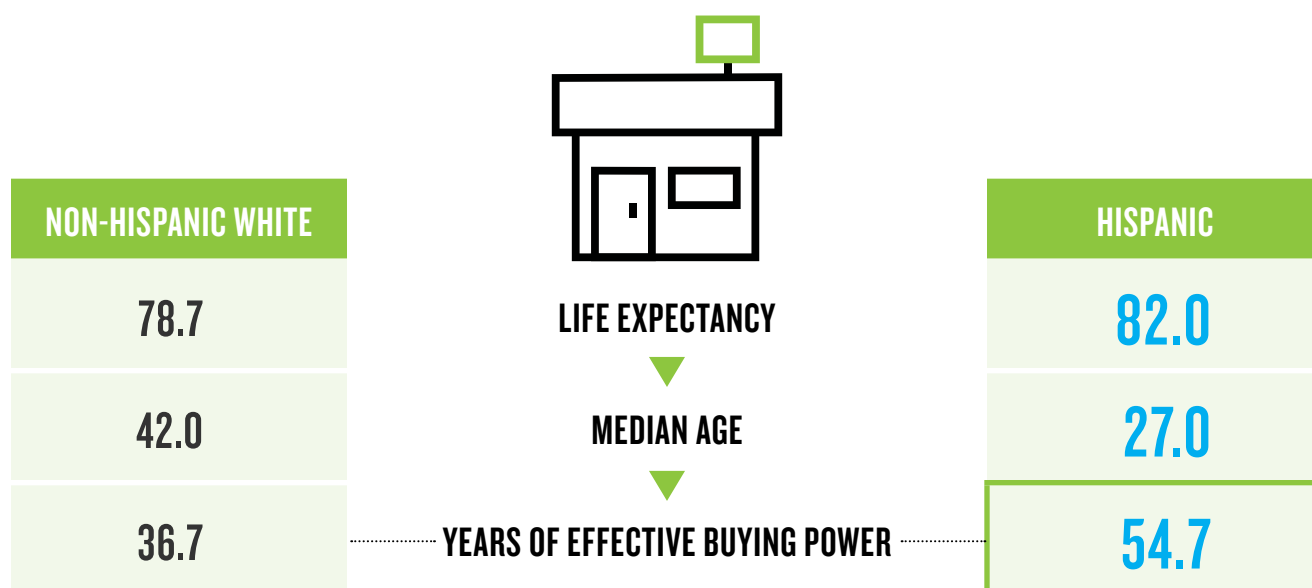 NON-HISPANIC WHITE
HISPANIC
78.7
LIFE EXPECTANCY
82.0
42.0
MEDIAN AGE
27.0
36.7
YEARS OF EFFECTIVE BUYING POWER
54.7